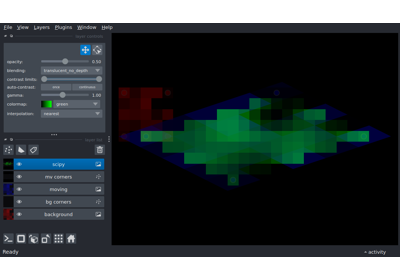 File View Layers Plugins Window Help
opacity: 0.50
blending: translucent_no_depth
contrast limits:
auto-contrast: once continuous
gamma: 1.00
colormap: green
interpolation: nearest
scipy
mv corners
moving
bg corners
background
Ready
activity